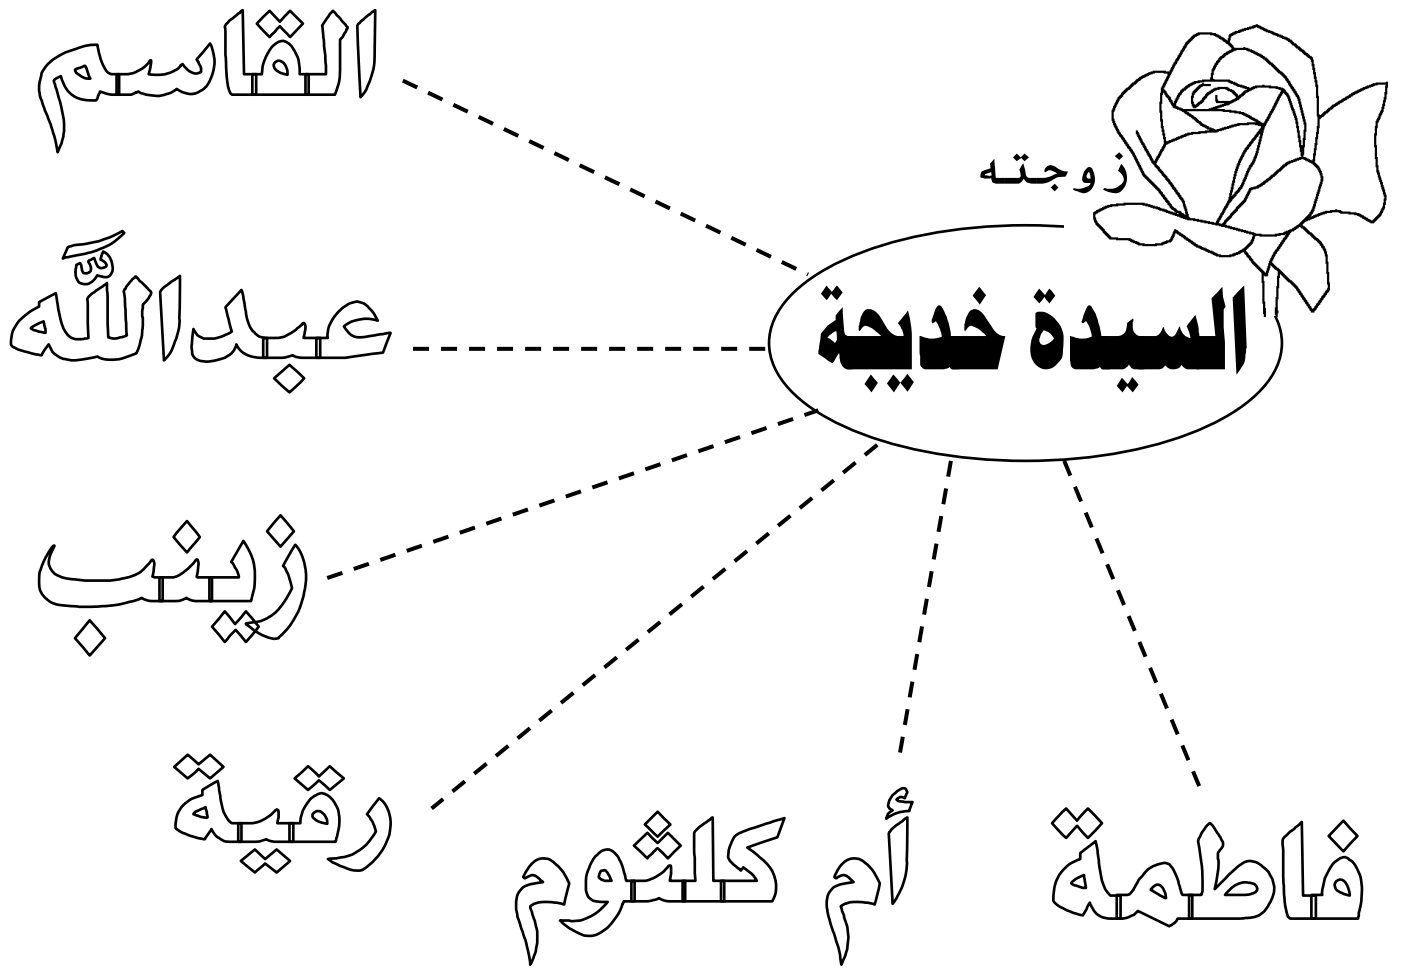 القاسم
زوجته
السيدة خديجة
عبدالله
زينب
رقية
أم كلثوم
فاطمة